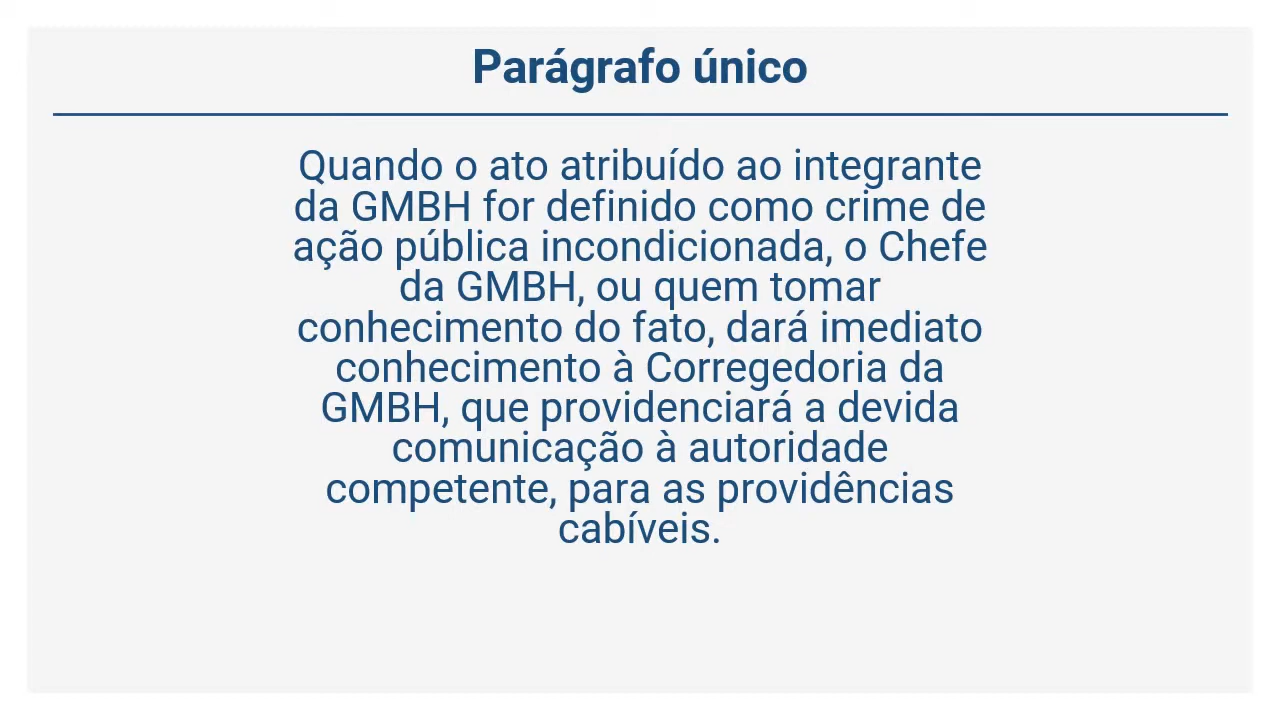 Parágrafo único
Quando o ato atribuído ao integrante
da GMBH for definido como crime de
ação pública incondicionada, o Chefe
da GMBH, ou quem tomar
conhecimento do fato, dará imediato
conhecimento à Corregedoria da
GMBH, que providenciará a devida
comunicação à autoridade
competente, para as providências
cabíveis.